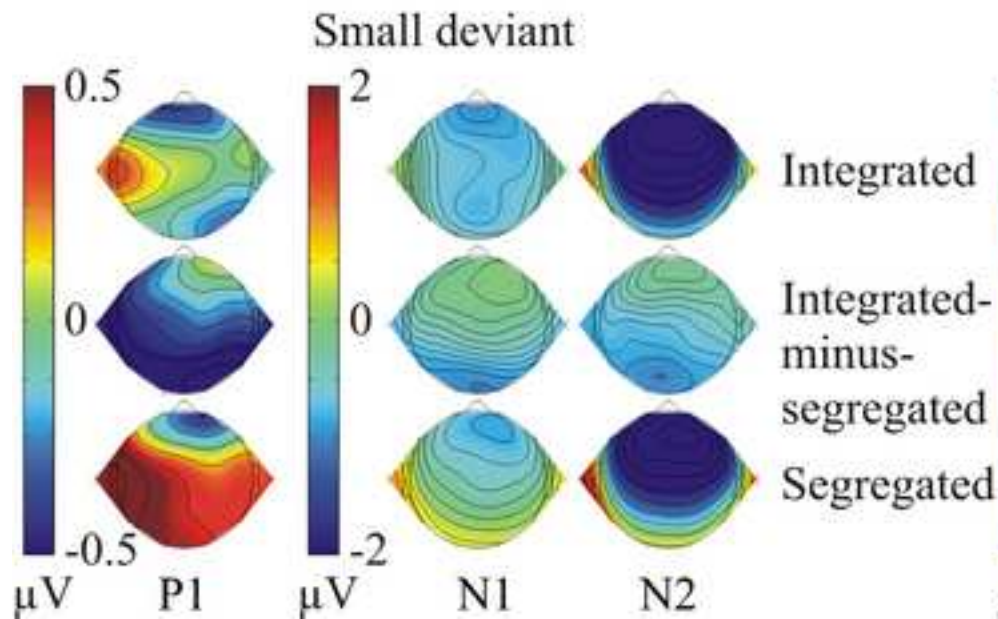 Small deviant
0.5
2
Integrated
0
0
Integrated-
minus-
segregated
Segregated
-0.5
-2
μV
P1
μV
N1
N2